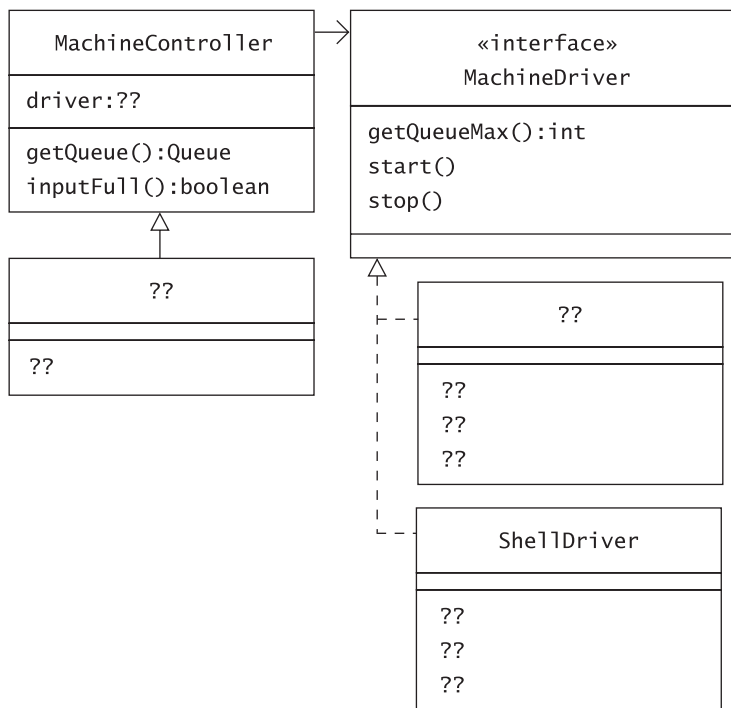 MachineController
driver:??
getQueue():Queue
inputFull():boolean
«interface»
MachineDriver
getQueueMax():int
start()
stop()
??
??
??
??
??
??
ShellDriver
??
??
??